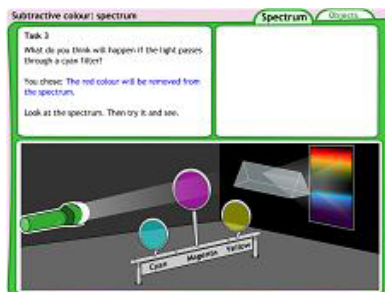 Subtractive colour: spectrum
Spectrum
Objects
Task 3
What do you think will happen if the light passes
through a cyan filter?
You chose: The red colour will be removed from
the spectrum.
Look at the spectrum. Then try it and see.
Cyan
Magenta
Yellow